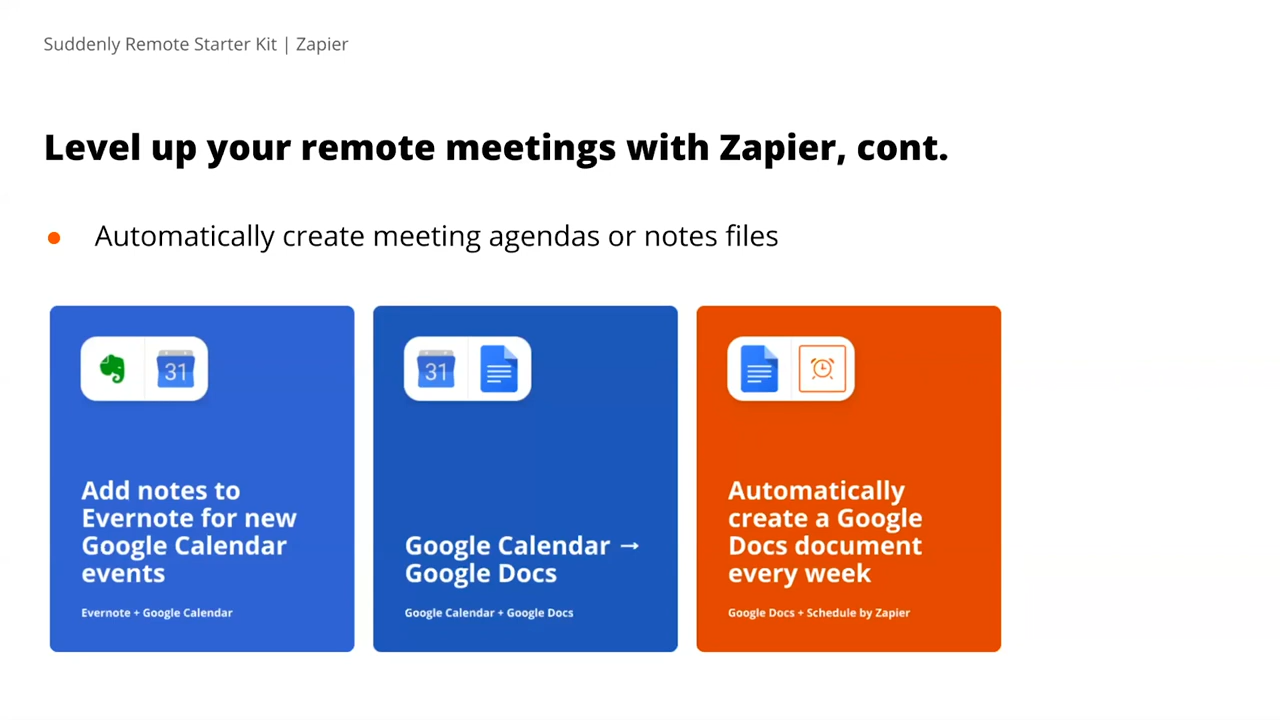 Suddenly Remote Starter Kit | Zapier
Level up your remote meetings with Zapier, cont.
● Automatically create meeting agendas or notes files
31
31
Add notes to
Evernote for new
Google Calendar
events
Evernote + Google Calendar
Google Calendar →
Google Docs
Google Calendar + Google Docs
Automatically
create a Google
Docs document
every week
Google Docs + Schedule by Zapier